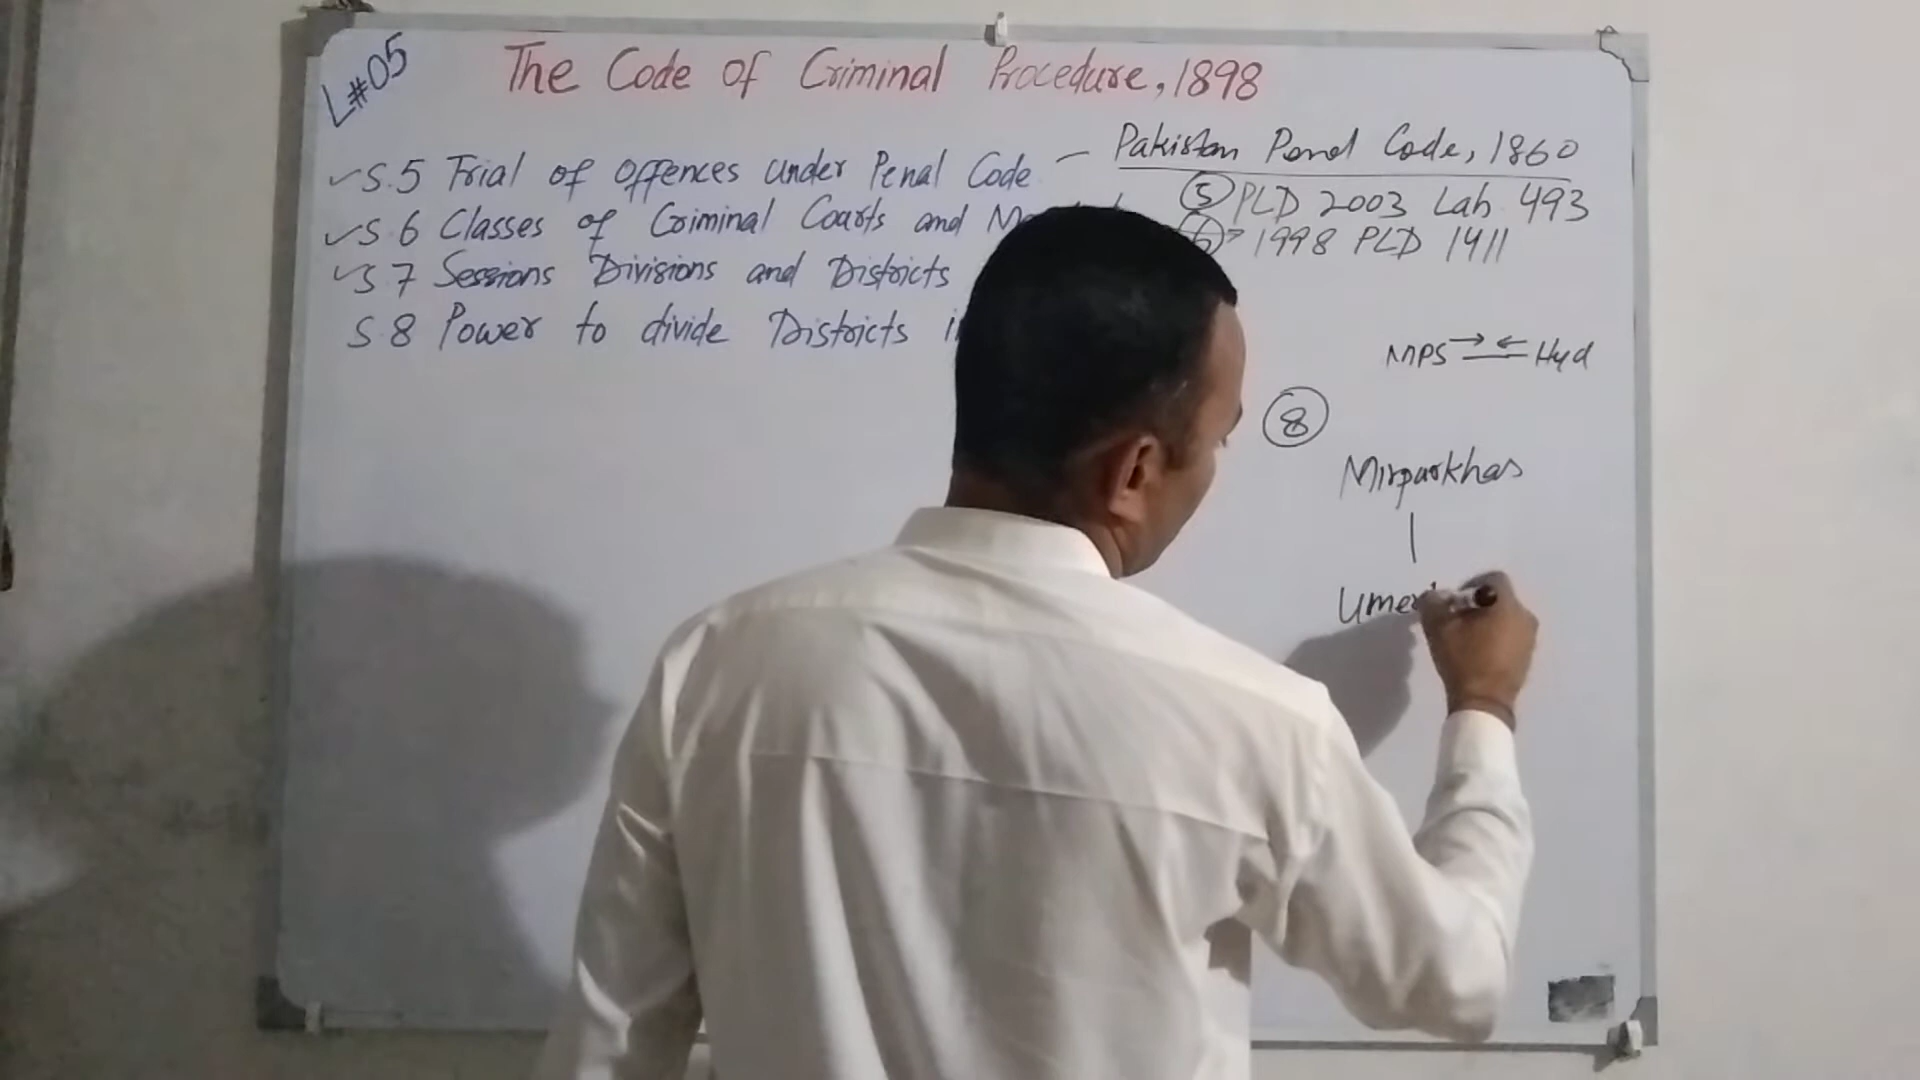 L#05
The Code of Criminal Procedure, 1898
✓ S.5 Trial of Offences Under Penal Code — Pakistan Penal Code, 1860
⑤ PLD 2003 Lah 493
✓ S 6 Classes of Criminal Courts and
1998 PLD 1411
✓ S 7 Sessions Divisions and Districts
S.8 Power to divide Districts
MPS → ← Hyd
⑧
Mirpurkhas
Umer